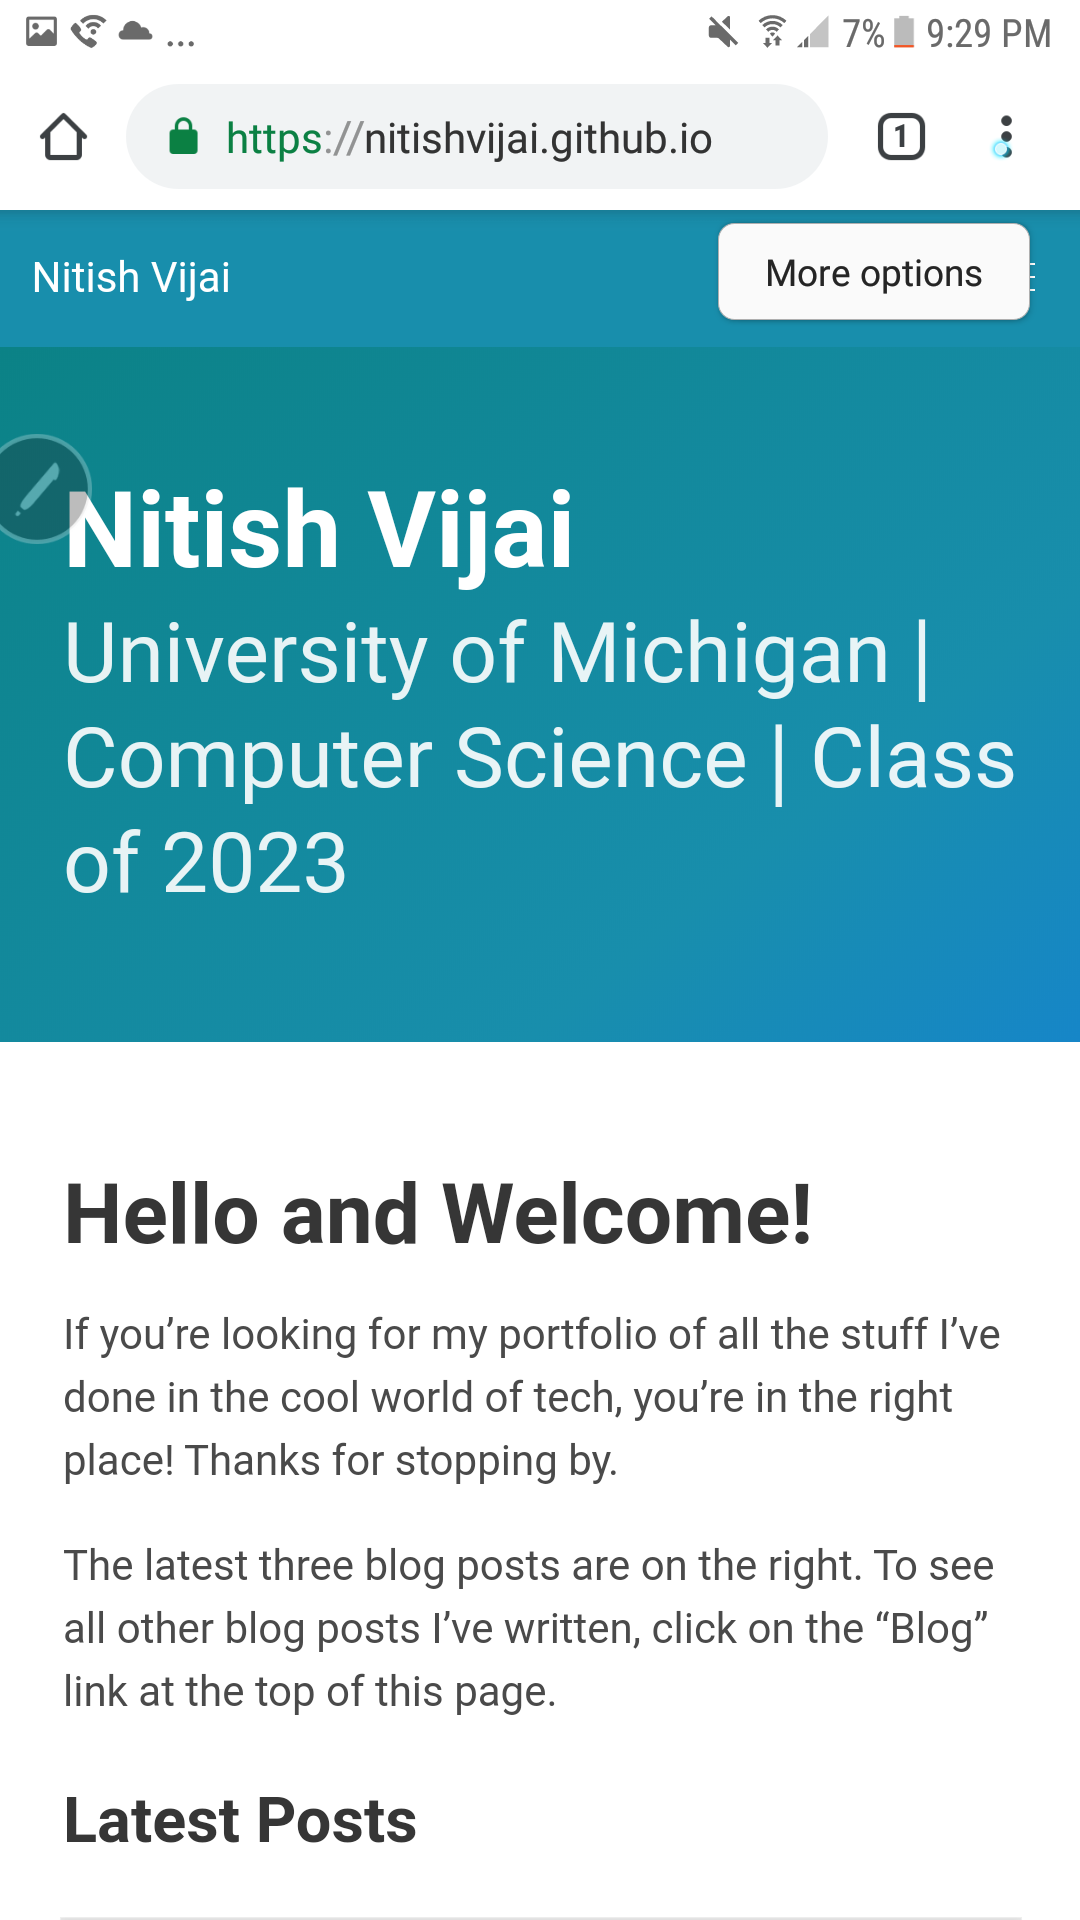 ... 7% 9:29 PM
https://nitishvijai.github.io 1
Nitish Vijai
More options
Nitish Vijai
University of Michigan |
Computer Science | Class
of 2023
Hello and Welcome!
If you’re looking for my portfolio of all the stuff I’ve
done in the cool world of tech, you’re in the right
place! Thanks for stopping by.
The latest three blog posts are on the right. To see
all other blog posts I’ve written, click on the “Blog”
link at the top of this page.
Latest Posts